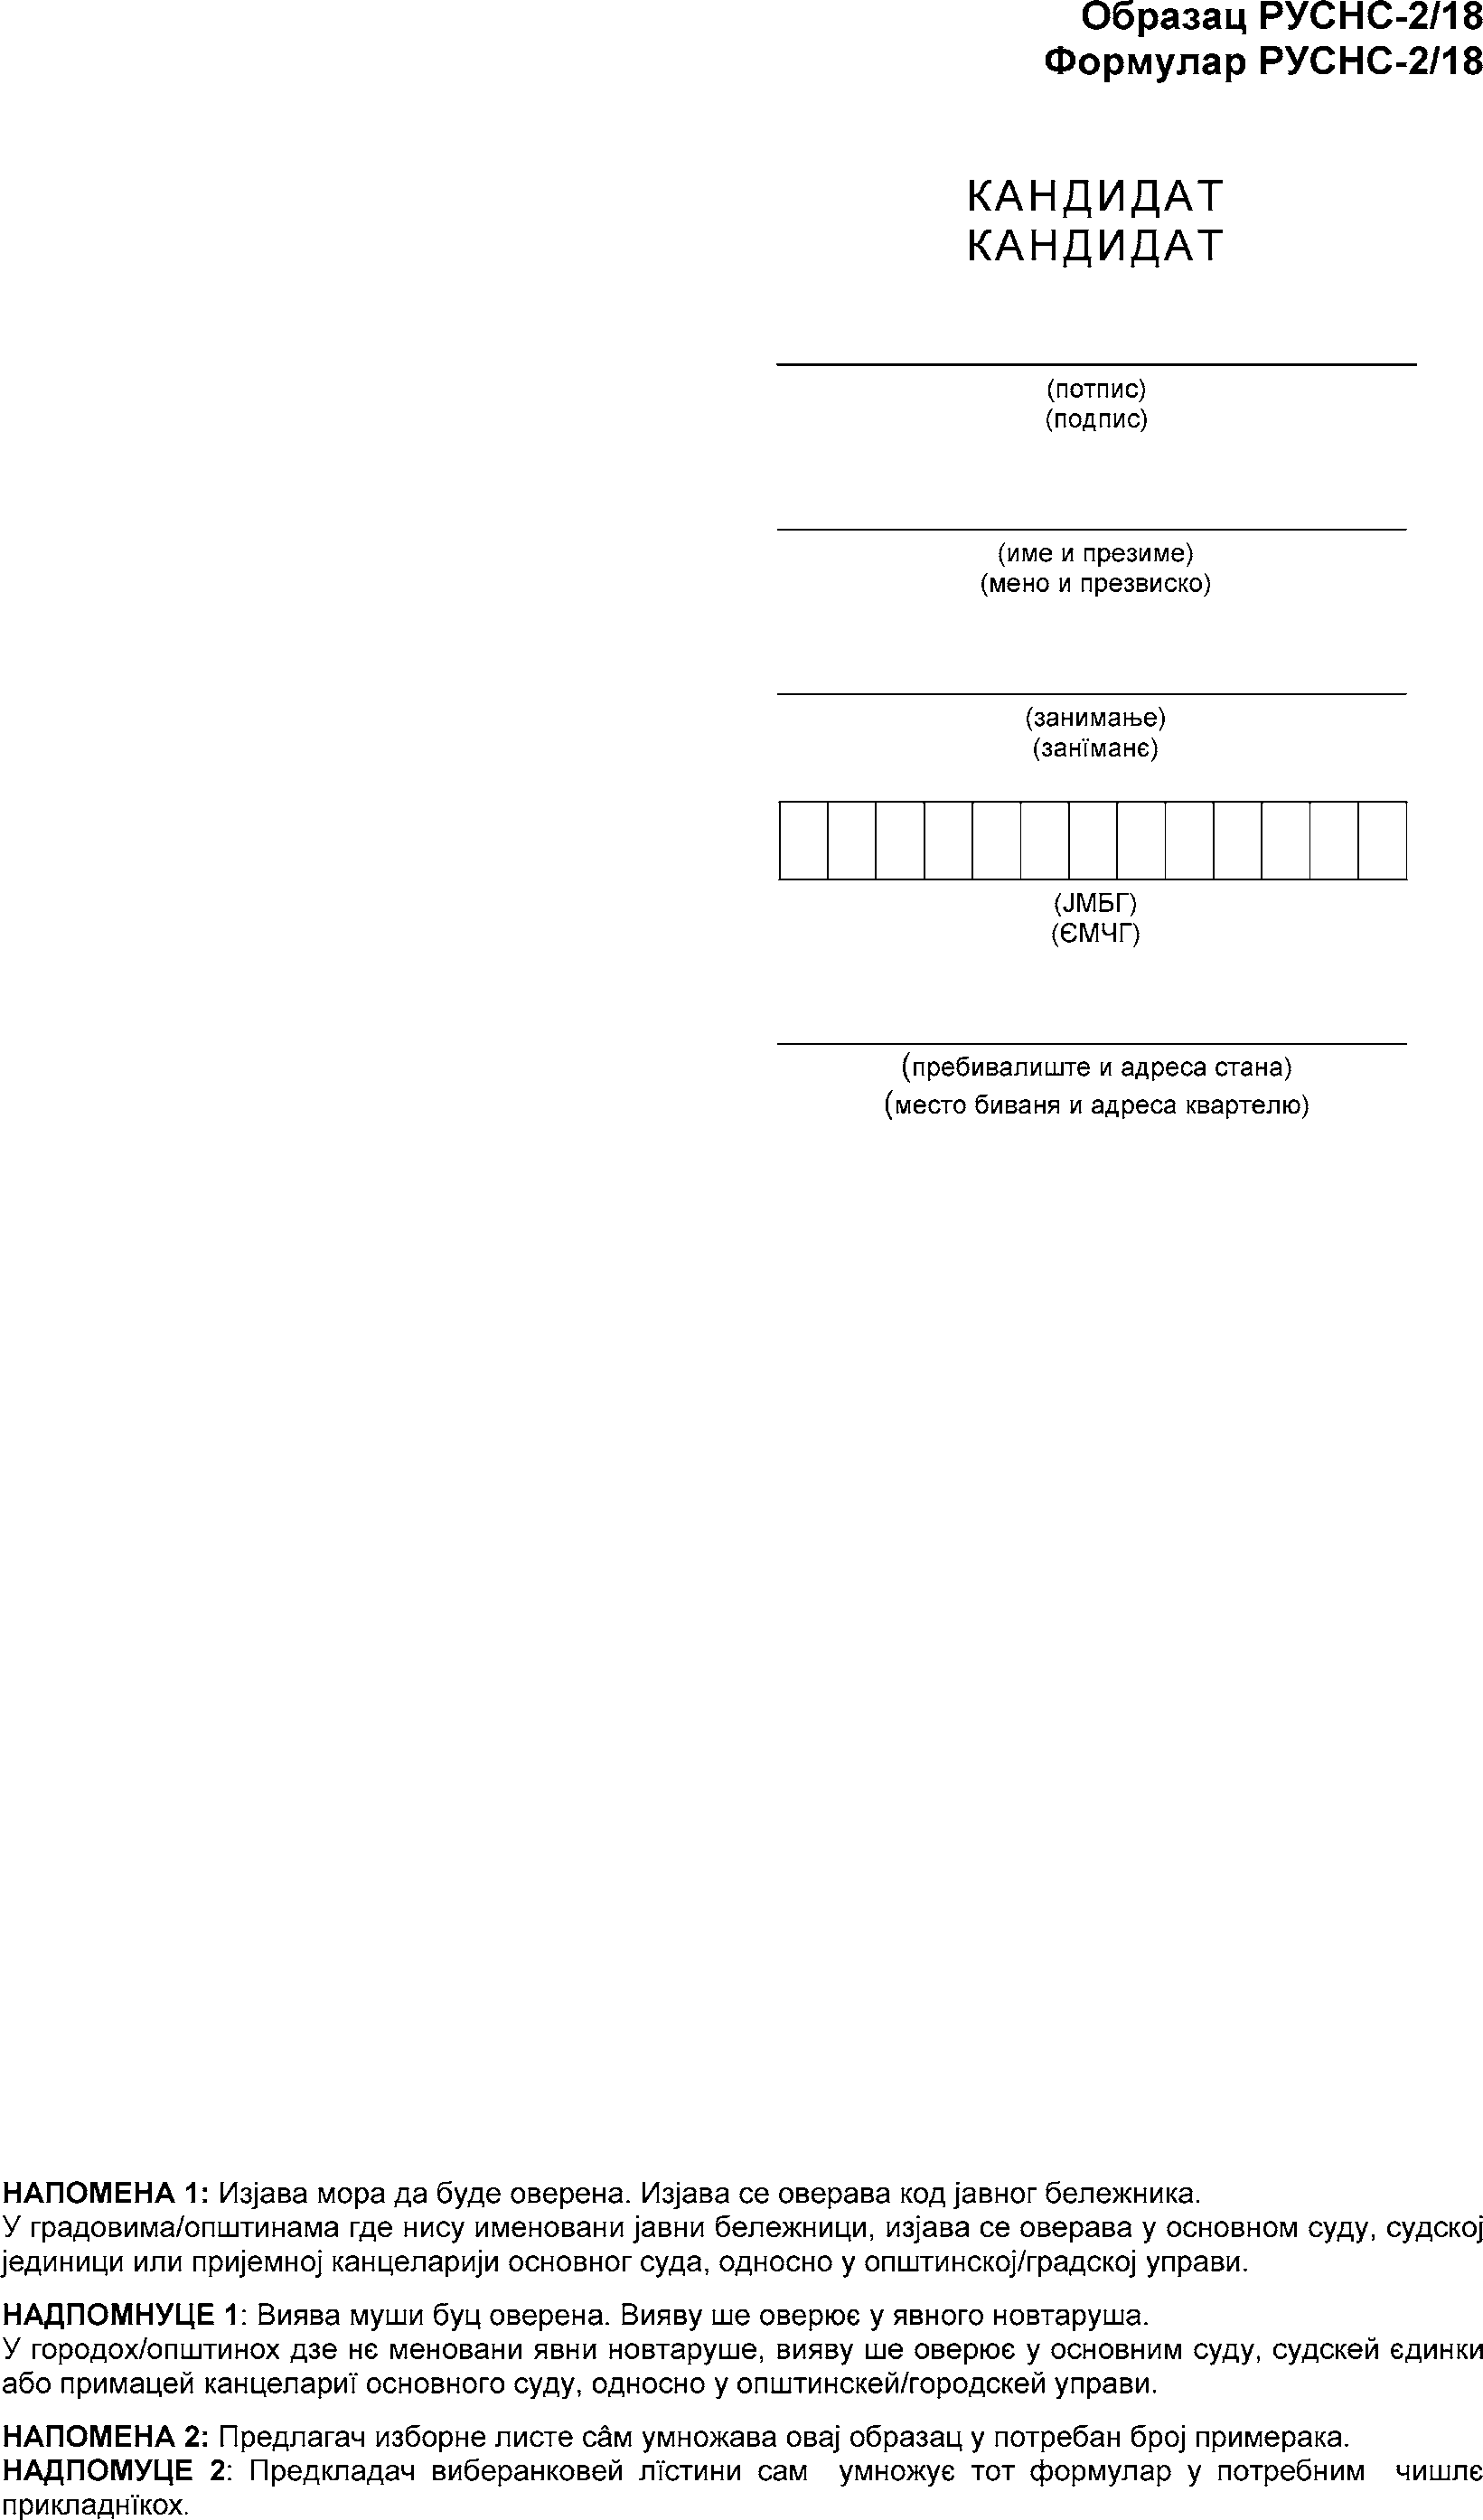 Образац РУСНС-2/18
Формулар РУСНС-2/18
КАНДИДАТ
КАНДИДАТ
(потпис)
(подпис)
(име и презиме)
(мено и презвиско)
(занимање)
(занїманє)
(ЈМБГ)
(ЄМЧГ)
(пребивалиште и адреса стана)
(место биваня и адреса квартелю)
НАПОМЕНА 1: Изјава мора да буде оверена. Изјава се оверава код јавног бележника.
У градовима/општинама где нису именовани јавни бележници, изјава се оверава у основном суду, судској
јединици или пријемној канцеларији основног суда, односно у општинској/градској управи.
НАДПОМНУЦЕ 1: Виява муши буц оверена. Вияву ше оверює у явного новтаруша.
У городох/општинох дзе нє меновани явни новтаруше, вияву ше оверює у основним суду, судскей єдинки
або примацей канцелариї основного суду, односно у општинскей/городскей управи.
НАПОМЕНА 2: Предлагач изборне листе сâм умножава овај образац у потребан број примерака.
НАДПОМУЦЕ 2: Предкладач виберанковей лїстини сам умножує тот формулар у потребним чишлє
прикладнїкох.